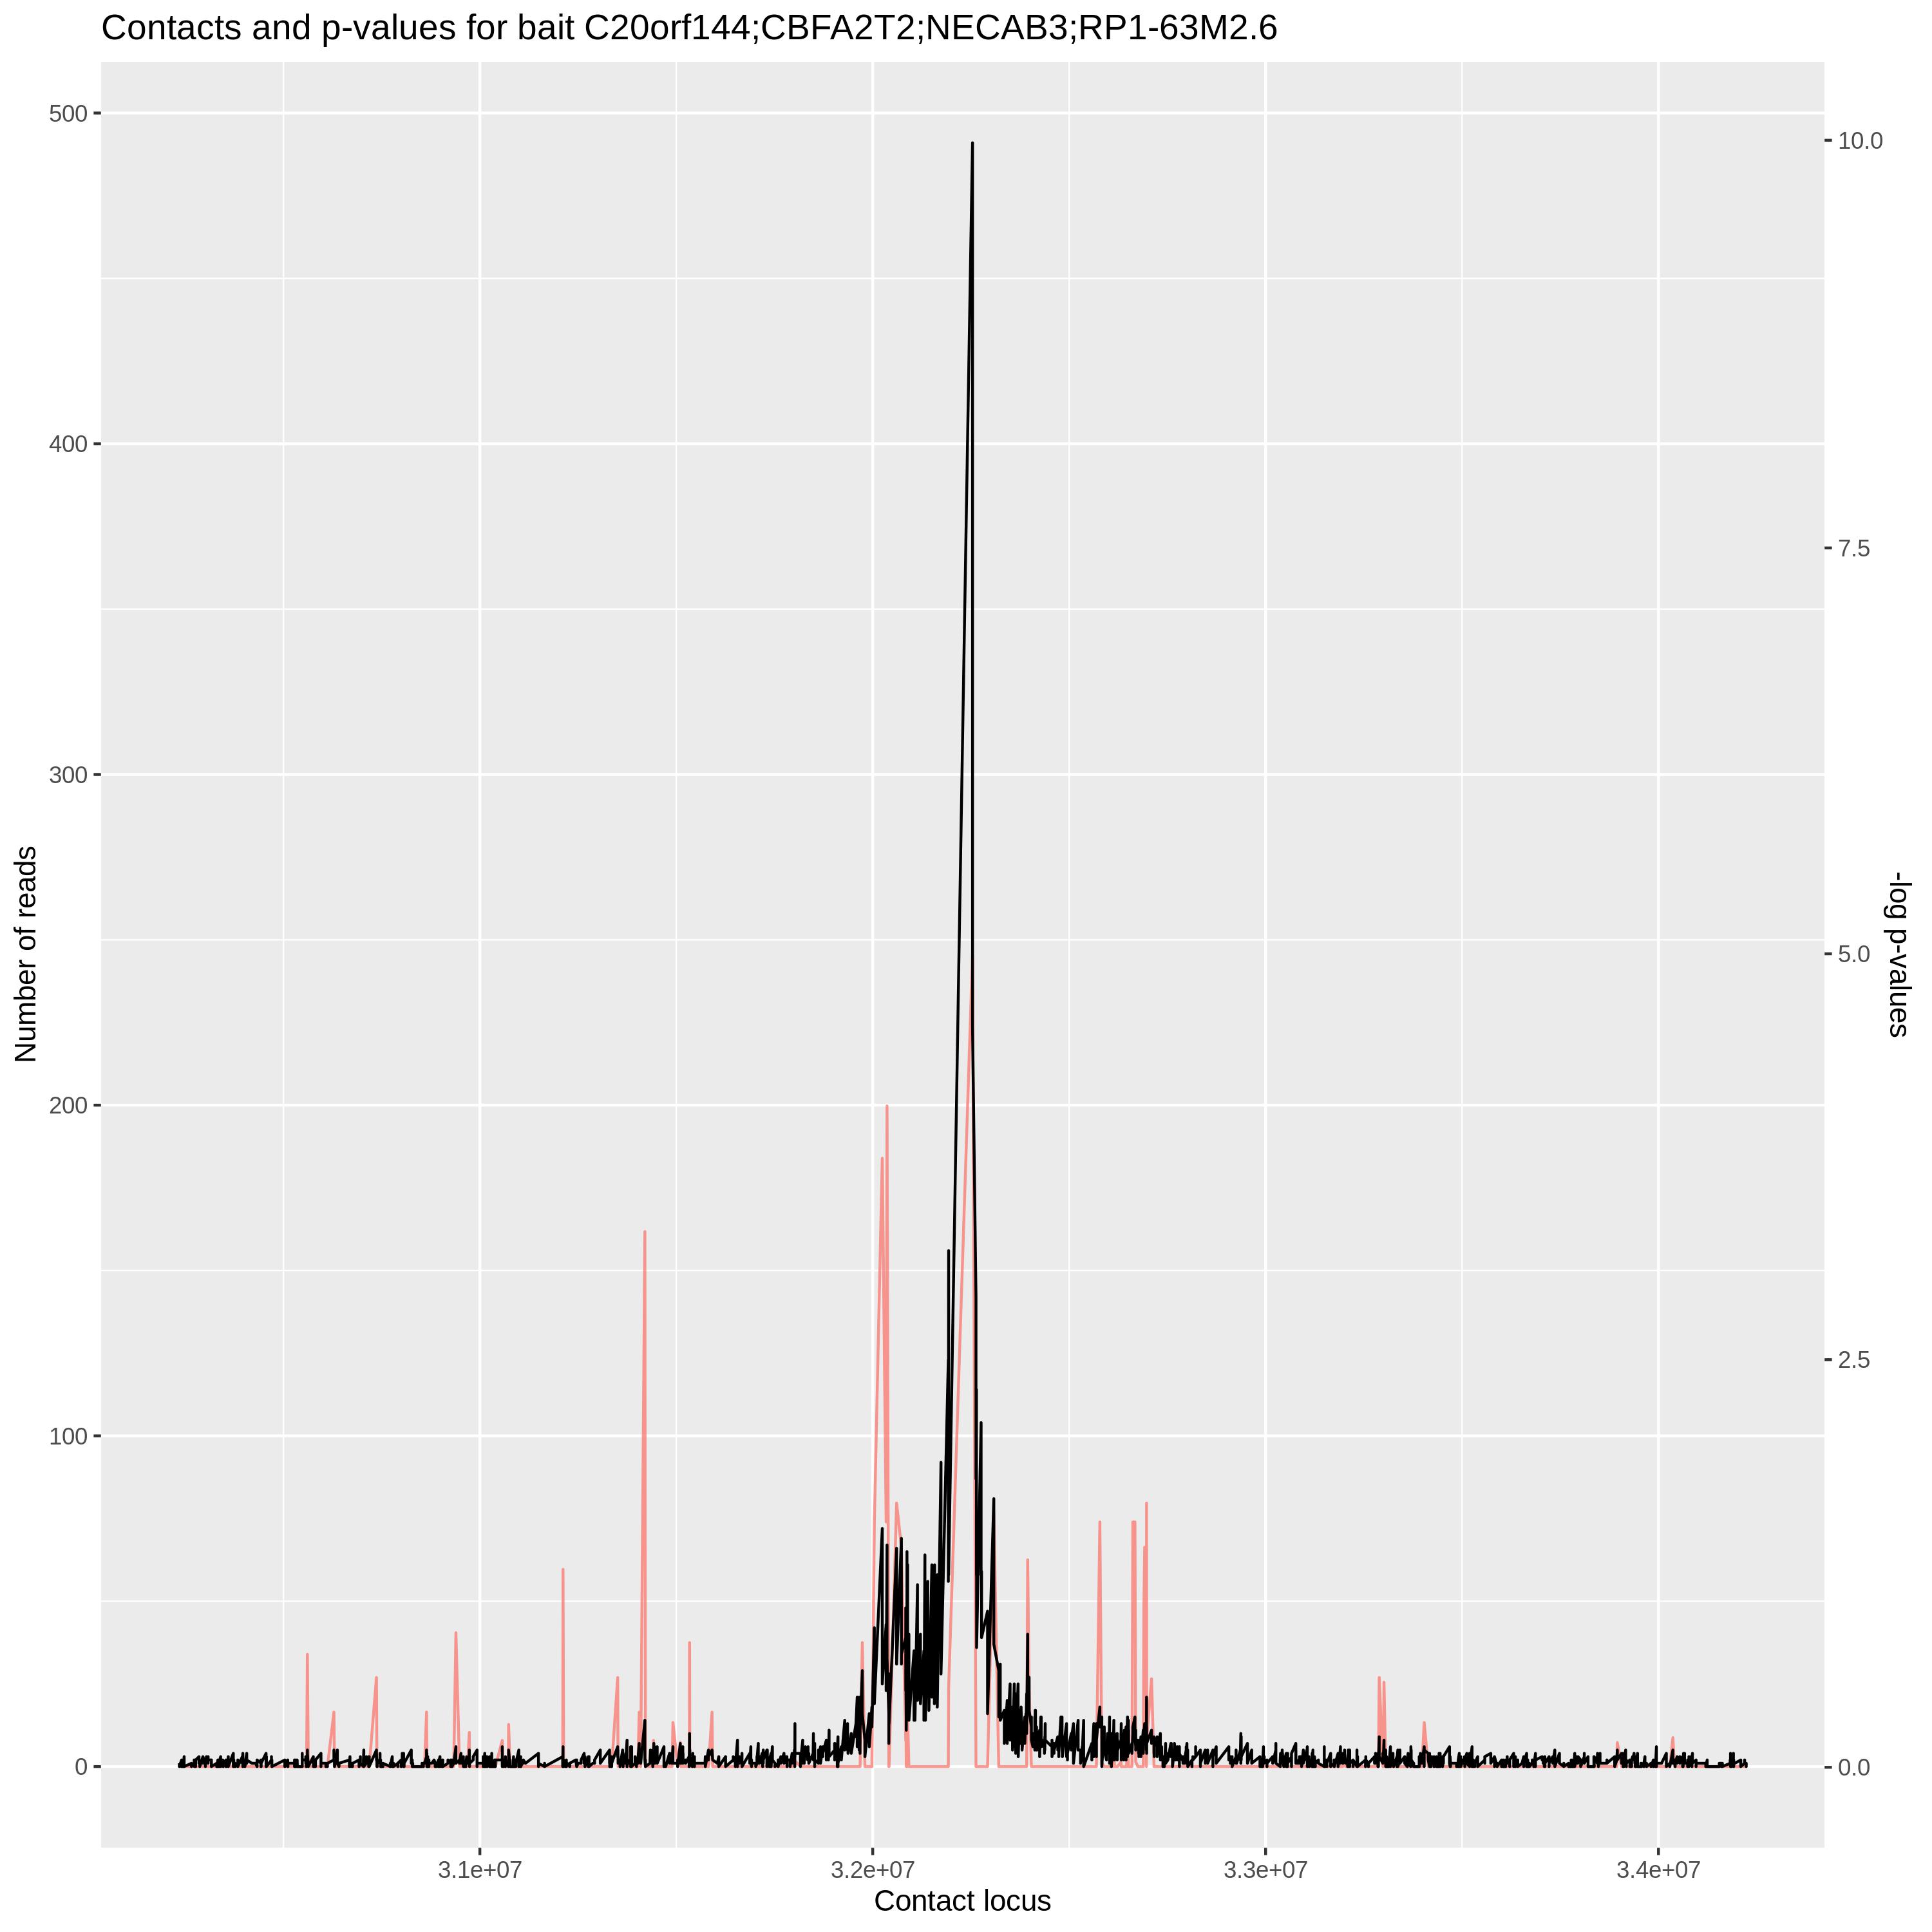 Contacts and p-values for bait C20orf144;CBFA2T2;NECAB3;RP1-63M2.6
500
400
300
200
100
0
Number of reads
10.0
7.5
5.0
2.5
0.0
-log p-values
3.1e+07
3.2e+07
3.3e+07
3.4e+07
Contact locus